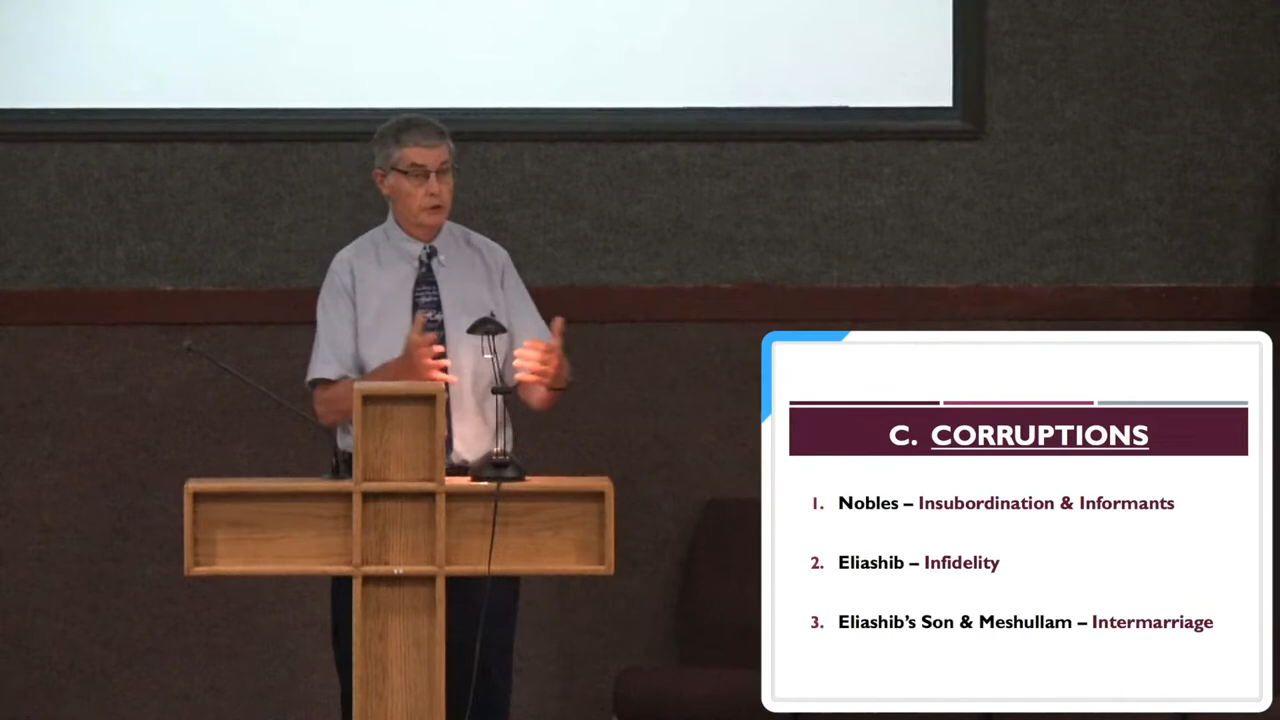 C. CORRUPTIONS
1. Nobles – Insubordination & Informants
2. Eliashib – Infidelity
3. Eliashib’s Son & Meshullam – Intermarriage